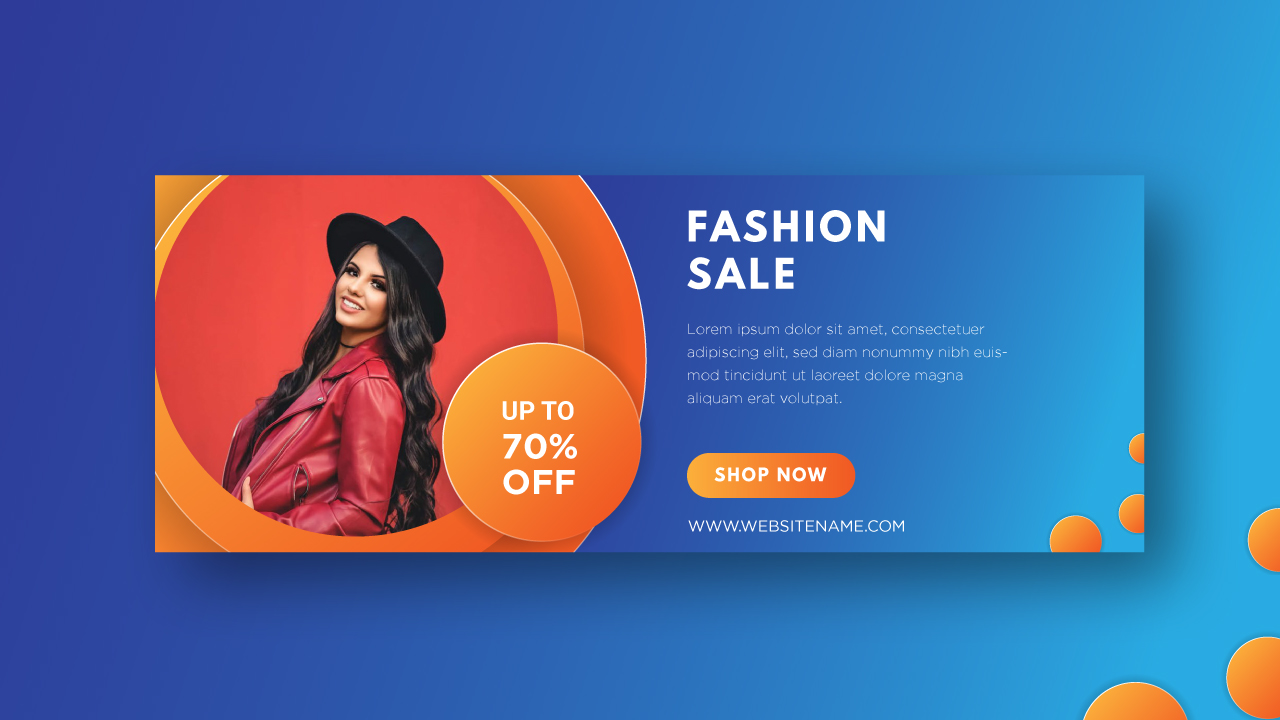 UP TO
70%
OFF
FASHION
SALE
Lorem ipsum dolor sit amet, consectetuer
adipiscing elit, sed diam nonummy nibh euis-
mod tincidunt ut laoreet dolore magna
aliquam erat volutpat.
SHOP NOW
WWW.WEBSITENAME.COM